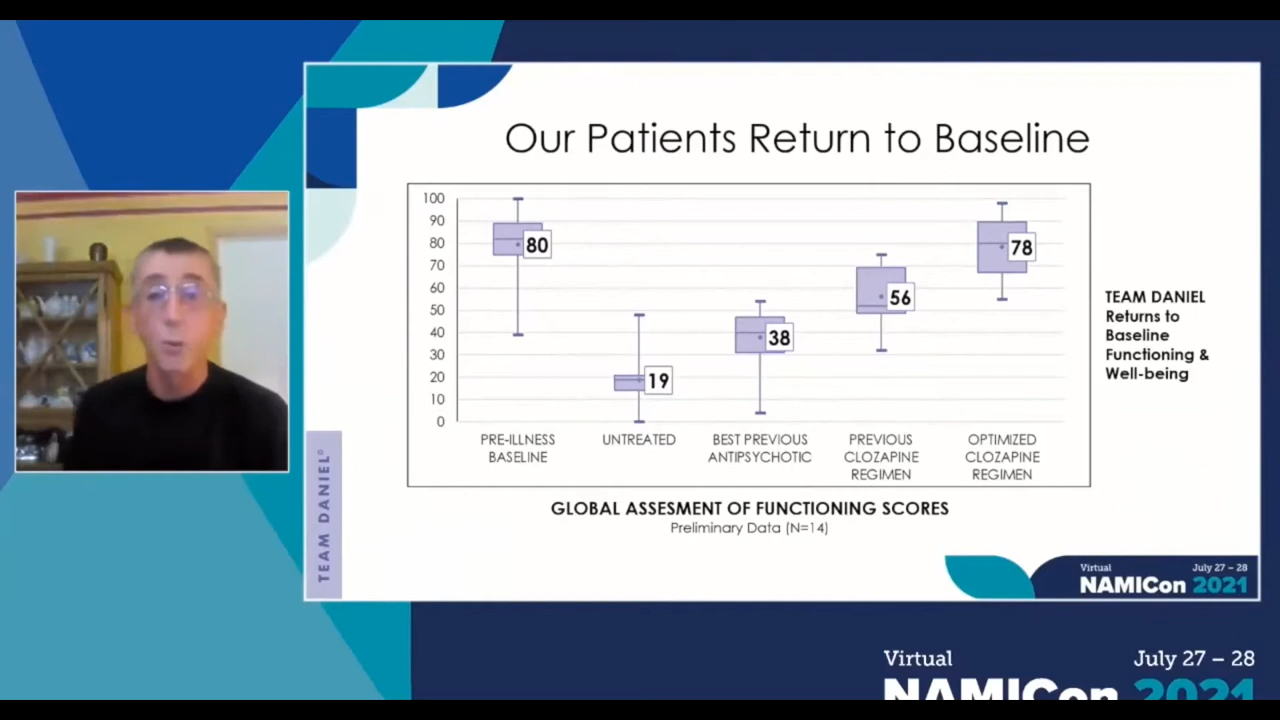 Our Patients Return to Baseline
100
90
80
70
60
50
40
30
20
10
0
80
19
38
56
78
PRE-ILLNESS
BASELINE
UNTREATED
BEST PREVIOUS
ANTIPSYCHOTIC
PREVIOUS
CLOZAPINE
REGIMEN
OPTIMIZED
CLOZAPINE
REGIMEN
GLOBAL ASSESMENT OF FUNCTIONING SCORES
Preliminary Data (N=14)
TEAM DANIEL
Returns to
Baseline
Functioning &
Well-being
TEAM DANIEL©
Virtual July 27 – 28
NAMICon 2021
Virtual July 27 – 28
NAMICon 2021